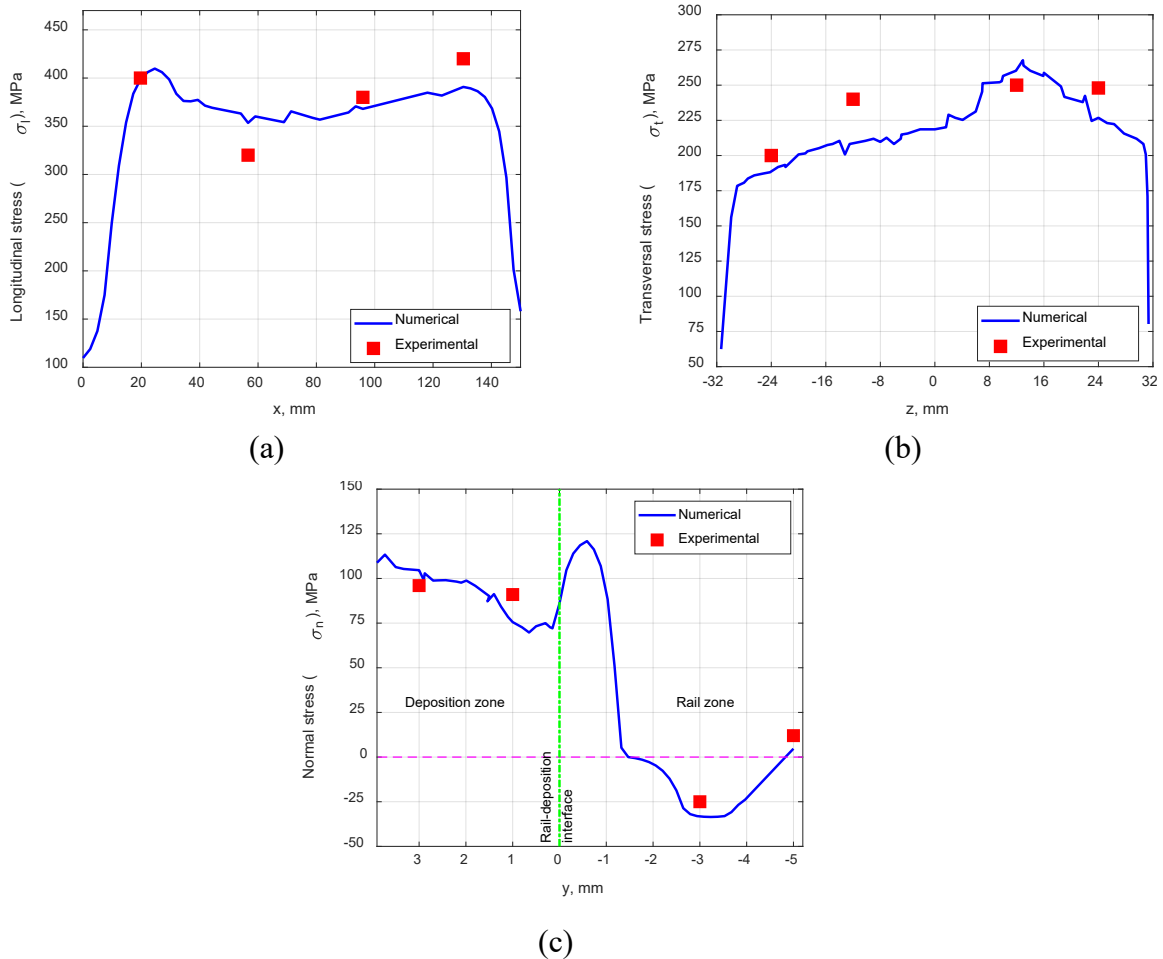 450
400
350
300
250
200
150
100
0
20
40
60
80
100
120
140
Longitudinal stress ( σl), MPa
x, mm
Numerical
Experimental
(a)
300
275
250
225
200
175
250
225
200
75
50
-32
-24
-16
-8
0
8
16
24
32
Transversal stress ( σt), MPa
z, mm
Numerical
Experimental
(b)
150
125
100
75
50
25
0
-25
-50
3
2
1
0
-1
-2
-3
-4
-5
Normal stress ( σn), MPa
y, mm
Numerical
Experimental
Deposition zone
Rail zone
Rail-deposition
interface
(c)